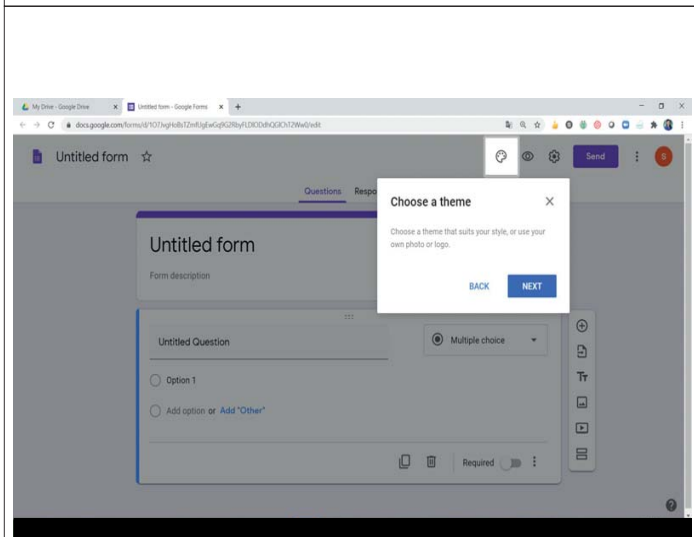 My Drive - Google Drive
Untitled form - Google Forms
Untitled form
Send
S
Questions Respo
Choose a theme
Choose a theme that suits your style, or use your
own photo or logo.
BACK NEXT
Untitled form
Form description
Untitled Question
Multiple choice
Option 1
Add option or Add "Other"
Tт
Required